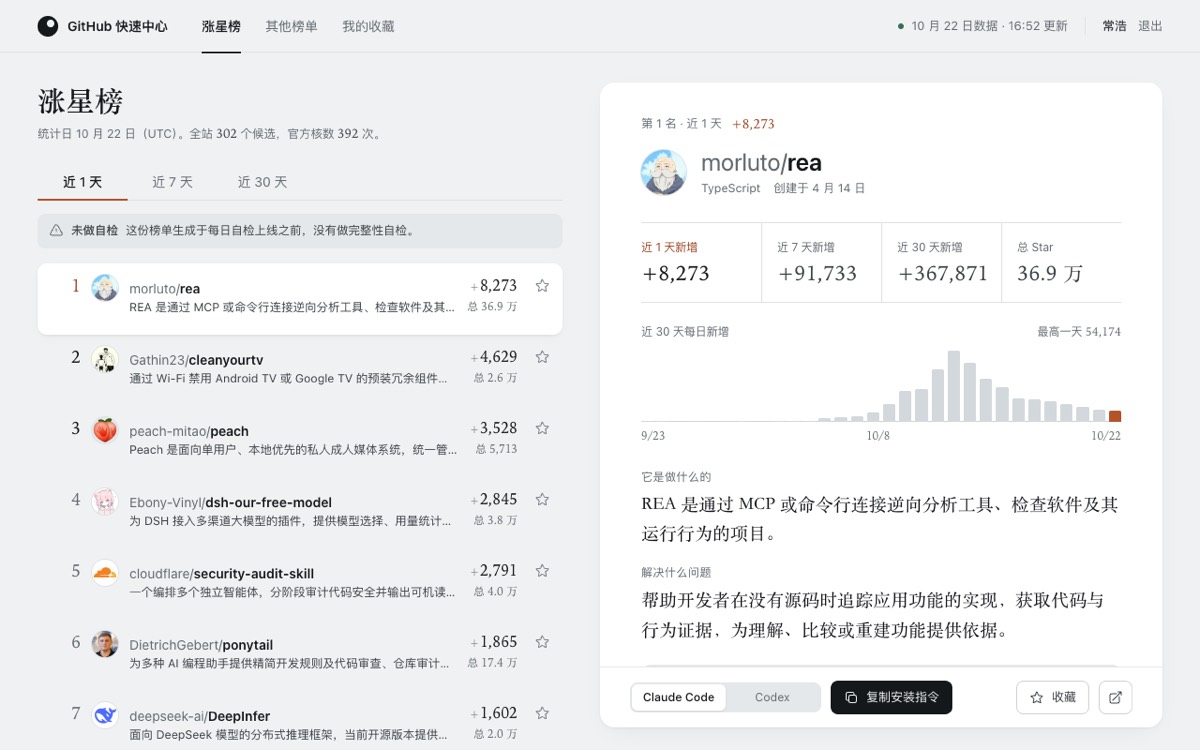 GitHub 快速中心
涨星榜
其他榜单
我的收藏
10 月 22 日数据 · 16:52 更新
常浩
退出
涨星榜
统计日 10 月 22 日（UTC）。全站 302 个候选，官方核数 392 次。
近 1 天
近 7 天
近 30 天
未做自检 这份榜单生成于每日自检上线之前，没有做完整性自检。
1
morluto/rea
+8,273
REA 是通过 MCP 或命令行连接逆向分析工具、检查软件及其...
总 36.9 万
2
Gathin23/cleanyourtv
+4,629
通过 Wi-Fi 禁用 Android TV 或 Google TV 的预装冗余组件...
总 2.6 万
3
peach-mitao/peach
+3,528
Peach 是面向单用户、本地优先的私人成人媒体系统，统一管...
总 5,713
4
Ebony-Vinyl/dsh-our-free-model
+2,845
为 DSH 接入多渠道大模型的插件，提供模型选择、用量统计...
总 3.8 万
5
cloudflare/security-audit-skill
+2,791
一个编排多个独立智能体，分阶段审计代码安全并输出可机读...
总 4.0 万
6
DietrichGebert/ponytail
+1,865
为多种 AI 编程助手提供精简开发规则及代码审查、仓库审计...
总 17.4 万
7
deepseek-ai/DeepInfer
+1,602
面向 DeepSeek 模型的分布式推理框架，当前开源版本提供...
总 2.0 万
第 1 名 · 近 1 天 +8,273
morluto/rea
TypeScript 创建于 4 月 14 日
近 1 天新增
+8,273
近 7 天新增
+91,733
近 30 天新增
+367,871
总 Star
36.9 万
近 30 天每日新增
最高一天 54,174
9/23
10/8
10/22
它是做什么的
REA 是通过 MCP 或命令行连接逆向分析工具、检查软件及其
运行行为的项目。
解决什么问题
帮助开发者在没有源码时追踪应用功能的实现，获取代码与
行为证据，为理解、比较或重建功能提供依据。
Claude Code
Codex
复制安装指令
收藏